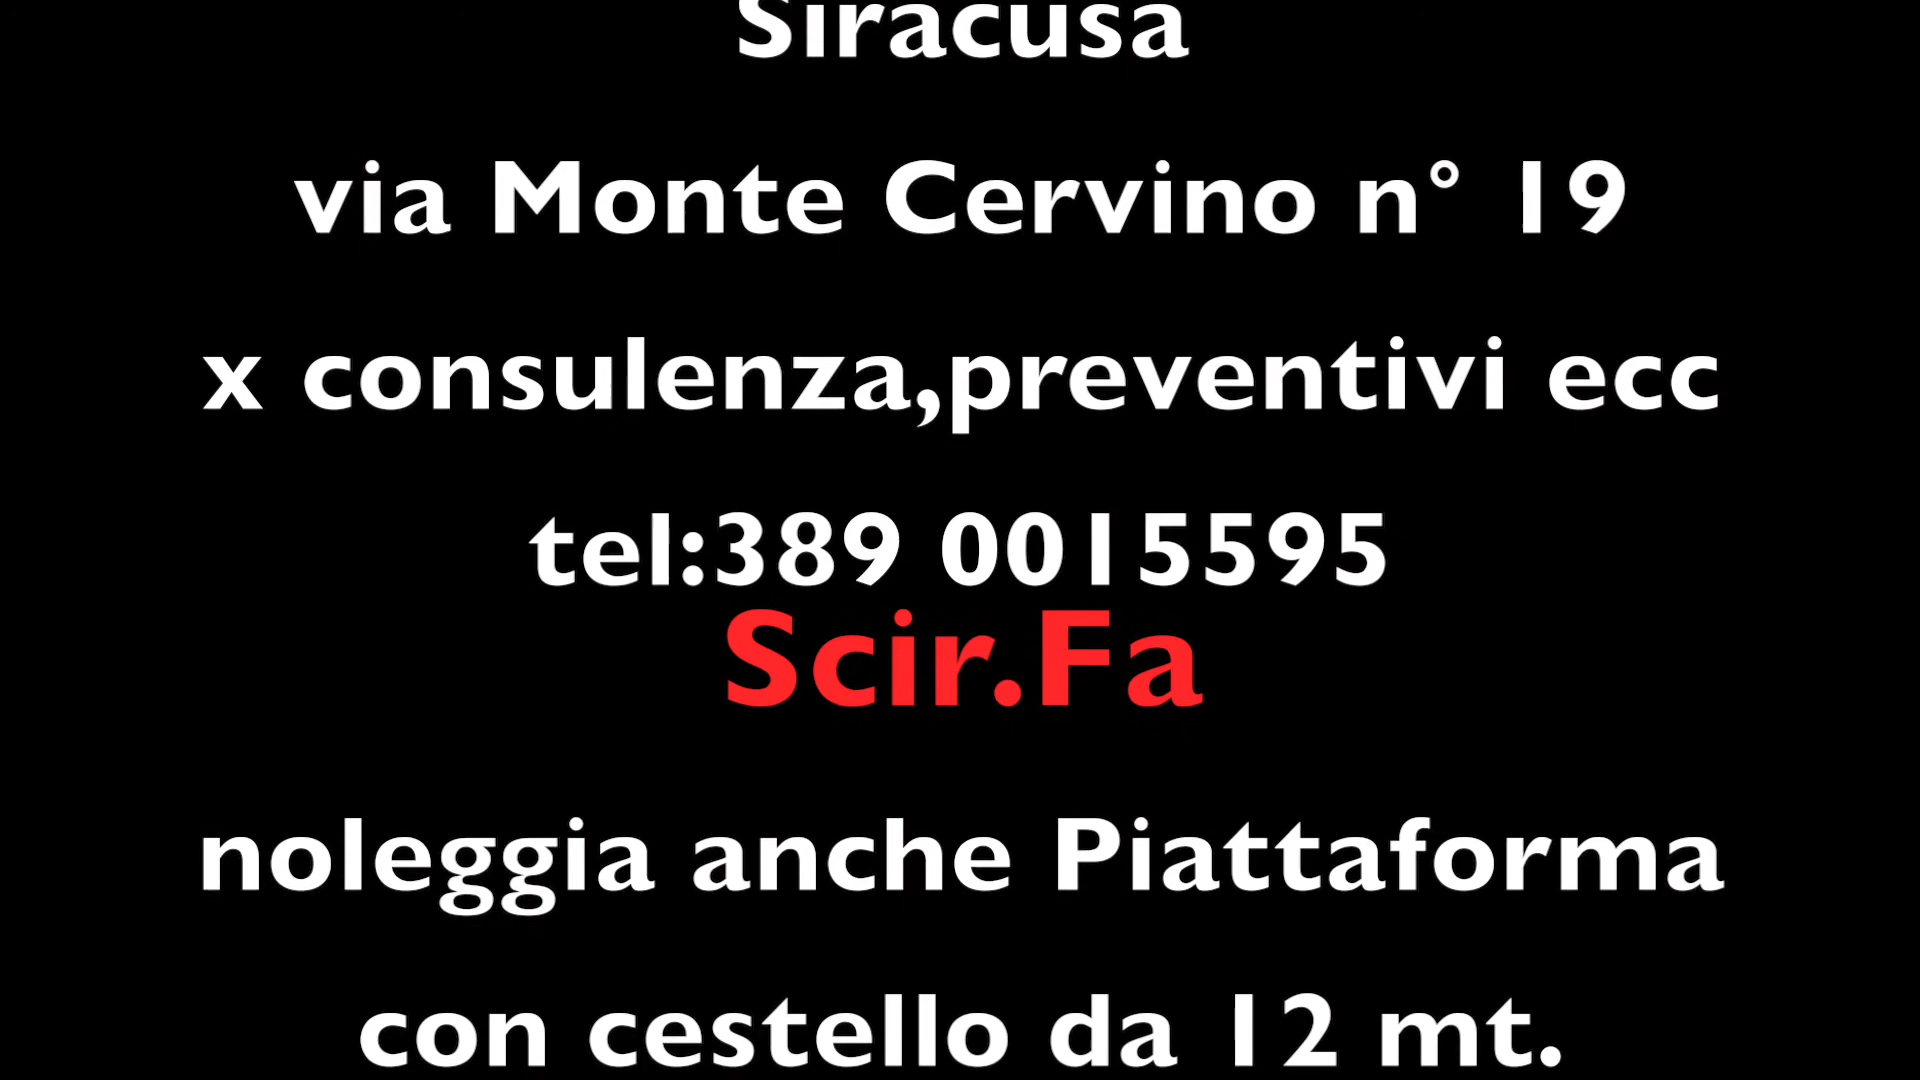 Siracusa
via Monte Cervino n° 19
x consulenza,preventivi ecc
tel:389 0015595
Scir.Fa
noleggia anche Piattaforma
con cestello da 12 mt.